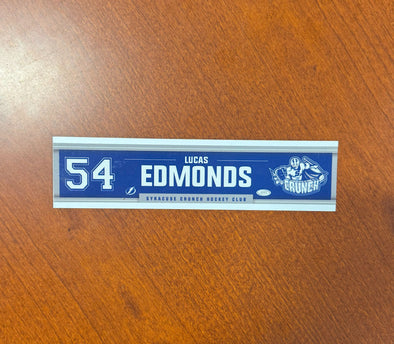 54
LUCAS
EDMONDS
CRUNCH
SYRACUSE CRUNCH HOCKEY CLUB